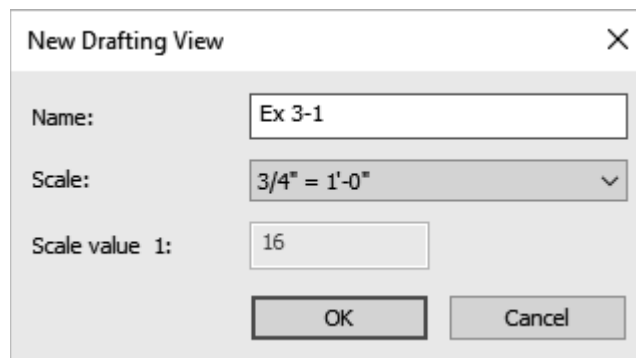 New Drafting View
Name: Ex 3-1
Scale: 3/4" = 1'-0"
Scale value 1: 16
OK Cancel